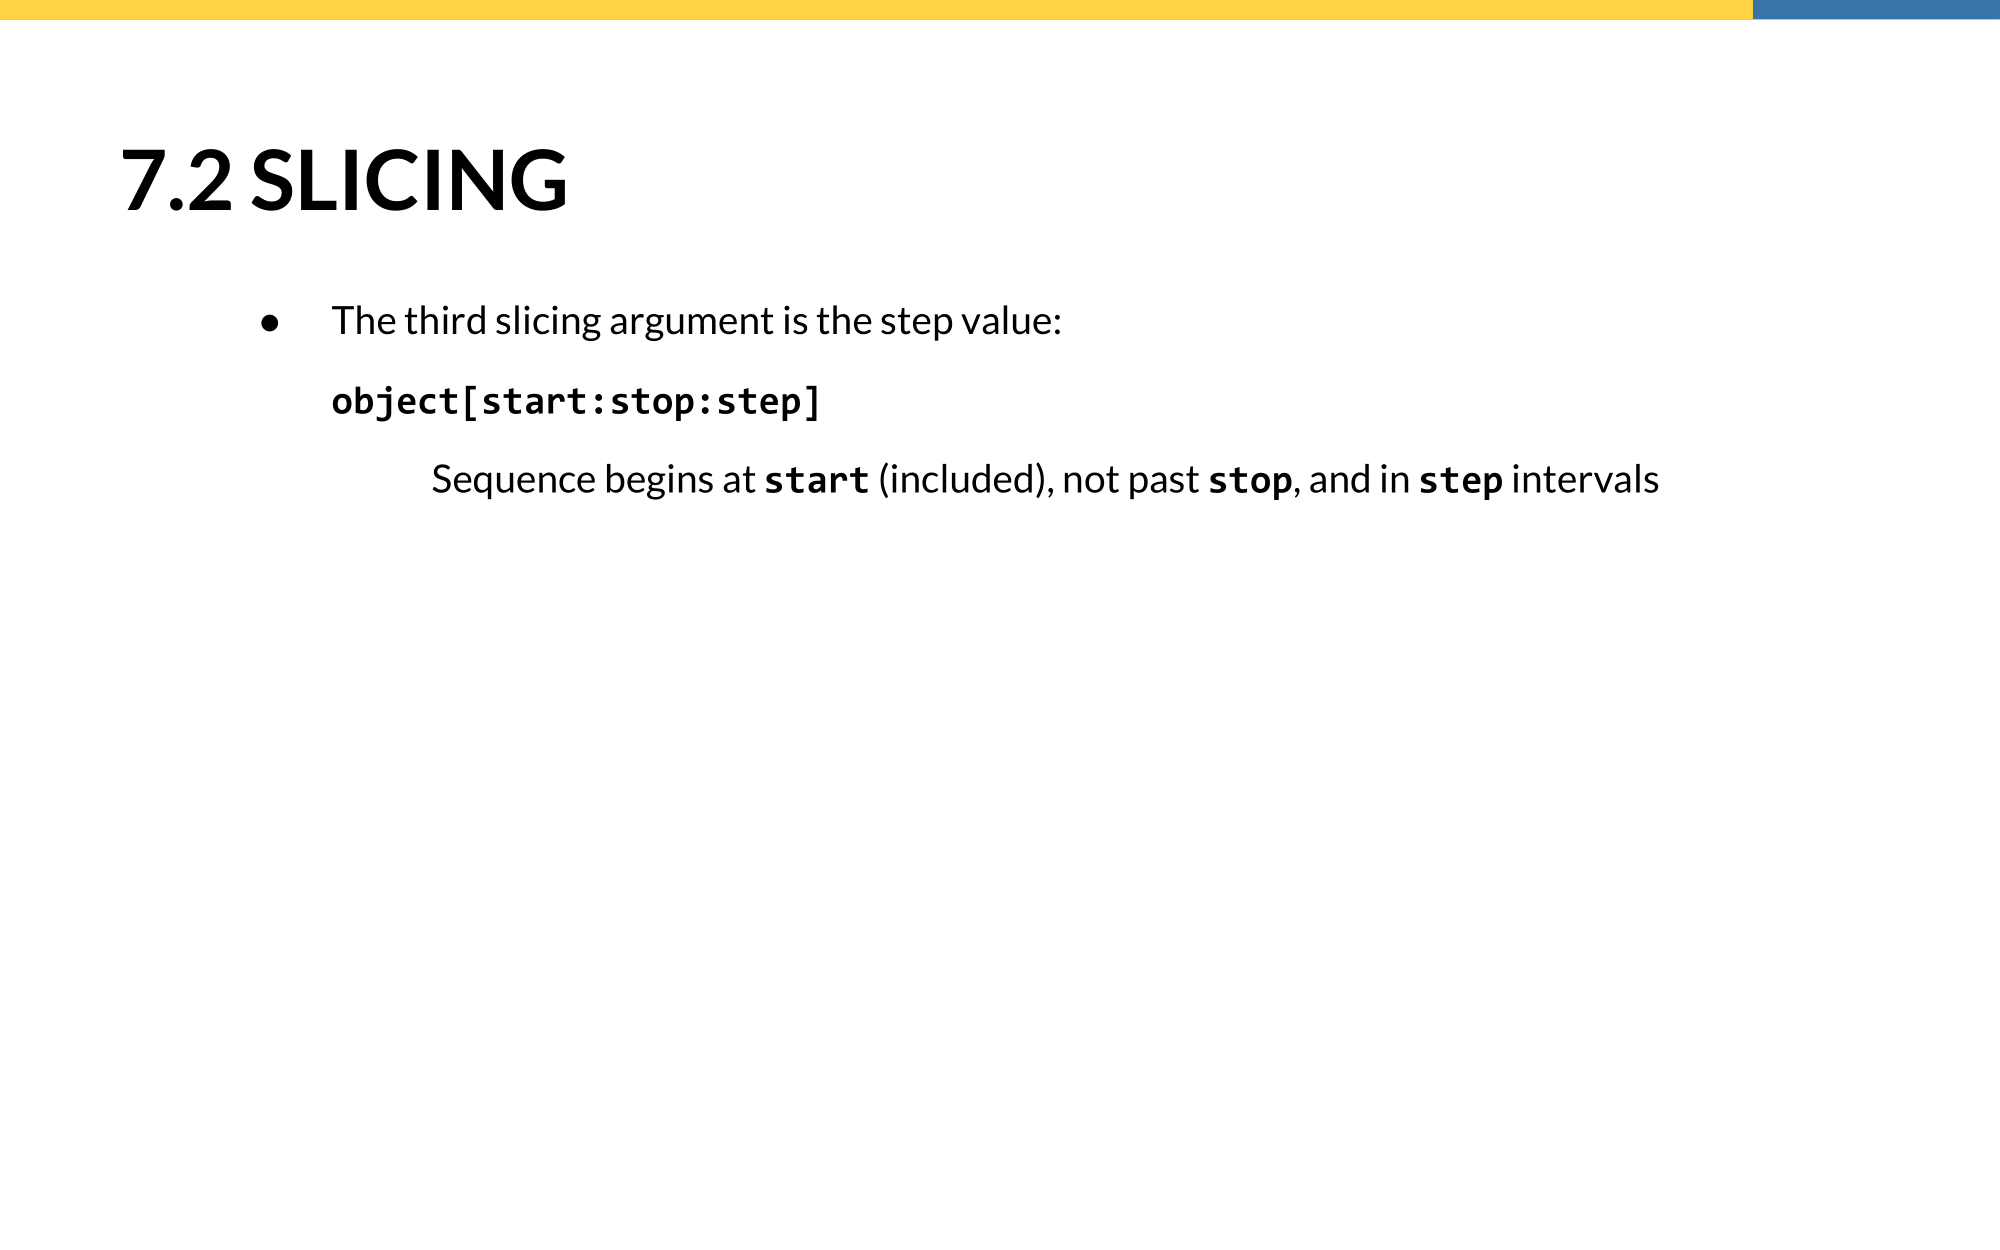 7.2 SLICING
● The third slicing argument is the step value:
object[start:stop:step]
Sequence begins at start (included), not past stop, and in step intervals